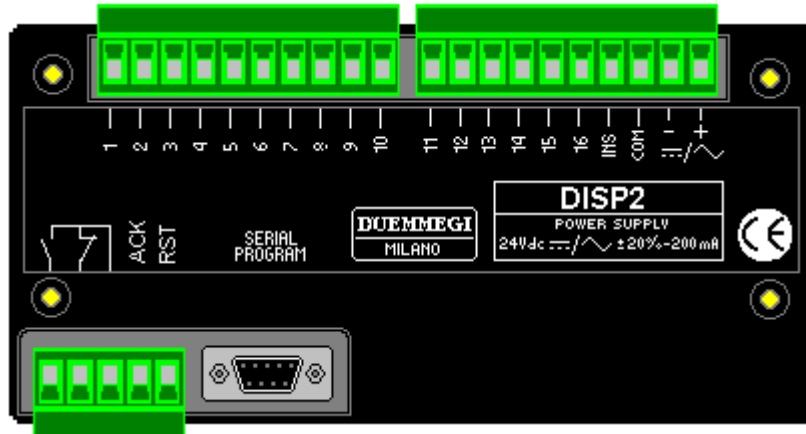 1 2 3 4 5 6 7 8 9 10 11 12 13 14 15 16 INS COM − +
DISP2
POWER SUPPLY
24Vdc ⎓/∿ ±20%-200mA
DUEMMEGI
MILANO
CE
ACK
RST
SERIAL
PROGRAM